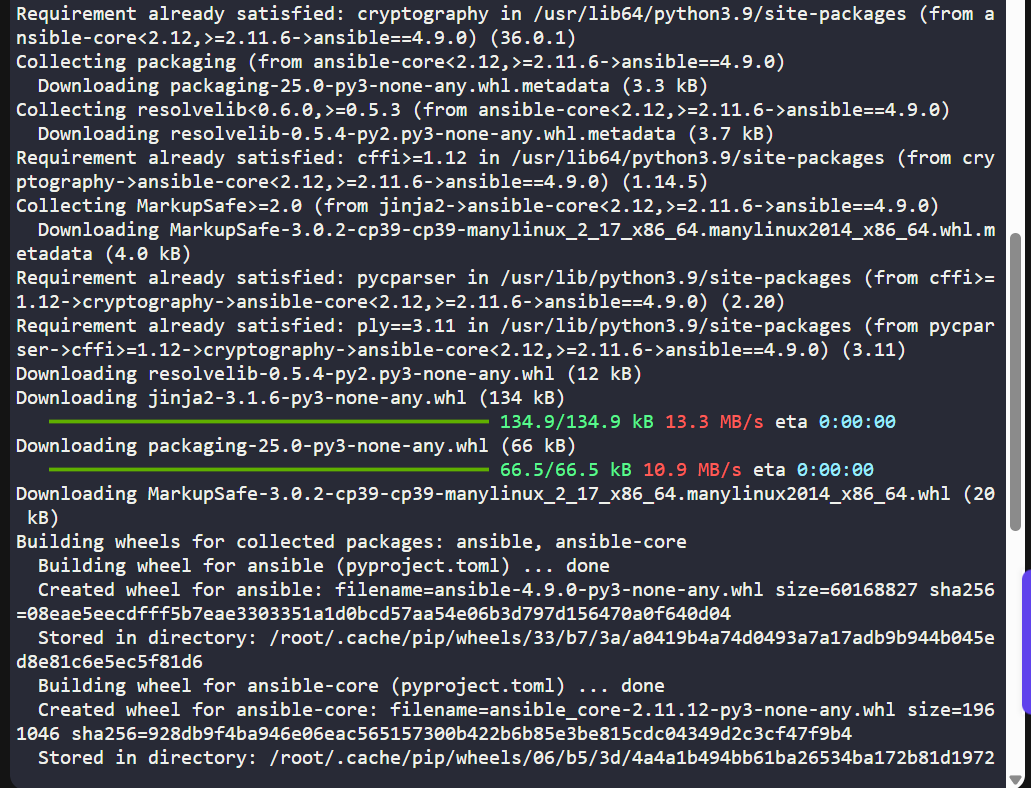 Requirement already satisfied: cryptography in /usr/lib64/python3.9/site-packages (from a
nsible-core<2.12,>=2.11.6->ansible==4.9.0) (36.0.1)
Collecting packaging (from ansible-core<2.12,>=2.11.6->ansible==4.9.0)
  Downloading packaging-25.0-py3-none-any.whl.metadata (3.3 kB)
Collecting resolvelib<0.6.0,>=0.5.3 (from ansible-core<2.12,>=2.11.6->ansible==4.9.0)
  Downloading resolvelib-0.5.4-py2.py3-none-any.whl.metadata (3.7 kB)
Requirement already satisfied: cffi>=1.12 in /usr/lib64/python3.9/site-packages (from cry
ptography->ansible-core<2.12,>=2.11.6->ansible==4.9.0) (1.14.5)
Collecting MarkupSafe>=2.0 (from jinja2->ansible-core<2.12,>=2.11.6->ansible==4.9.0)
  Downloading MarkupSafe-3.0.2-cp39-cp39-manylinux_2_17_x86_64.manylinux2014_x86_64.whl.m
etadata (4.0 kB)
Requirement already satisfied: pycparser in /usr/lib/python3.9/site-packages (from cffi>=
1.12->cryptography->ansible-core<2.12,>=2.11.6->ansible==4.9.0) (2.20)
Requirement already satisfied: ply==3.11 in /usr/lib/python3.9/site-packages (from pycpar
ser->cffi>=1.12->cryptography->ansible-core<2.12,>=2.11.6->ansible==4.9.0) (3.11)
Downloading resolvelib-0.5.4-py2.py3-none-any.whl (12 kB)
Downloading jinja2-3.1.6-py3-none-any.whl (134 kB)
134.9/134.9 kB 13.3 MB/s eta 0:00:00
Downloading packaging-25.0-py3-none-any.whl (66 kB)
66.5/66.5 kB 10.9 MB/s eta 0:00:00
Downloading MarkupSafe-3.0.2-cp39-cp39-manylinux_2_17_x86_64.manylinux2014_x86_64.whl (20
 kB)
Building wheels for collected packages: ansible, ansible-core
  Building wheel for ansible (pyproject.toml) ... done
  Created wheel for ansible: filename=ansible-4.9.0-py3-none-any.whl size=60168827 sha256
=08eae5eecdfff5b7eae3303351a1d0bcd57aa54e06b3d797d156470a0f640d04
  Stored in directory: /root/.cache/pip/wheels/33/b7/3a/a0419b4a74d0493a7a17adb9b944b045e
d8e81c6e5ec5f81d6
  Building wheel for ansible-core (pyproject.toml) ... done
  Created wheel for ansible-core: filename=ansible_core-2.11.12-py3-none-any.whl size=196
1046 sha256=928db9f4ba946e06eac565157300b422b6b85e3be815cdc04349d2c3cf47f9b4
  Stored in directory: /root/.cache/pip/wheels/06/b5/3d/4a4a1b494bb61ba26534ba172b81d1972